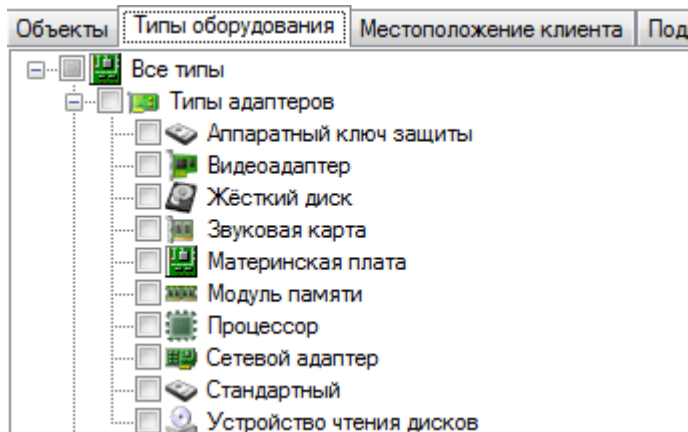 Объекты Типы оборудования Местоположение клиента Под
Все типы
Типы адаптеров
Аппаратный ключ защиты
Видеоадаптер
Жёсткий диск
Звуковая карта
Материнская плата
Модуль памяти
Процессор
Сетевой адаптер
Стандартный
Устройство чтения дисков